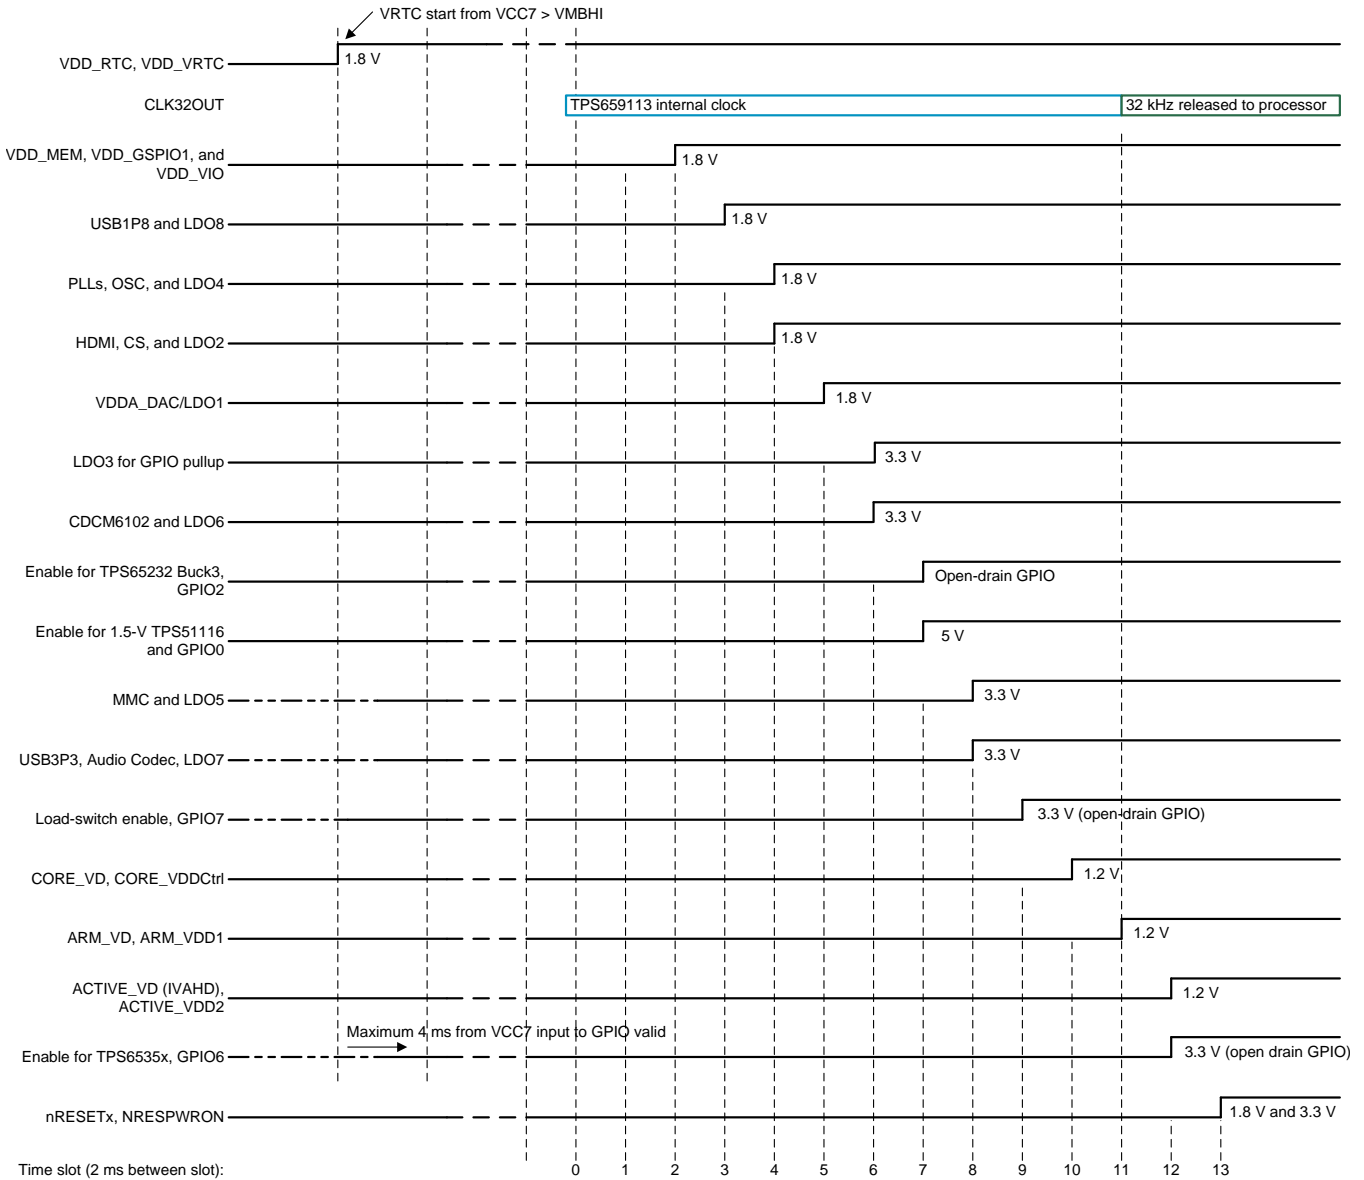 VRTC start from VCC7 > VMBHI
VDD_RTC, VDD_VRTC
1.8 V
CLK32OUT
TPS659113 internal clock
32 kHz released to processor
VDD_MEM, VDD_GSPIO1, and
VDD_VIO
1.8 V
USB1P8 and LDO8
1.8 V
PLLs, OSC, and LDO4
1.8 V
HDMI, CS, and LDO2
1.8 V
VDDA_DAC/LDO1
1.8 V
LDO3 for GPIO pullup
3.3 V
CDCM6102 and LDO6
3.3 V
Enable for TPS65232 Buck3,
GPIO2
Open-drain GPIO
Enable for 1.5-V TPS51116
and GPIO0
5 V
MMC and LDO5
3.3 V
USB3P3, Audio Codec, LDO7
3.3 V
Load-switch enable, GPIO7
3.3 V (open-drain GPIO)
CORE_VD, CORE_VDDCtrl
1.2 V
ARM_VD, ARM_VDD1
1.2 V
ACTIVE_VD (IVAHD),
ACTIVE_VDD2
1.2 V
Maximum 4 ms from VCC7 input to GPIO valid
Enable for TPS6535x, GPIO6
3.3 V (open drain GPIO)
nRESETx, NRESPWRON
1.8 V and 3.3 V
Time slot (2 ms between slot):
0 1 2 3 4 5 6 7 8 9 10 11 12 13